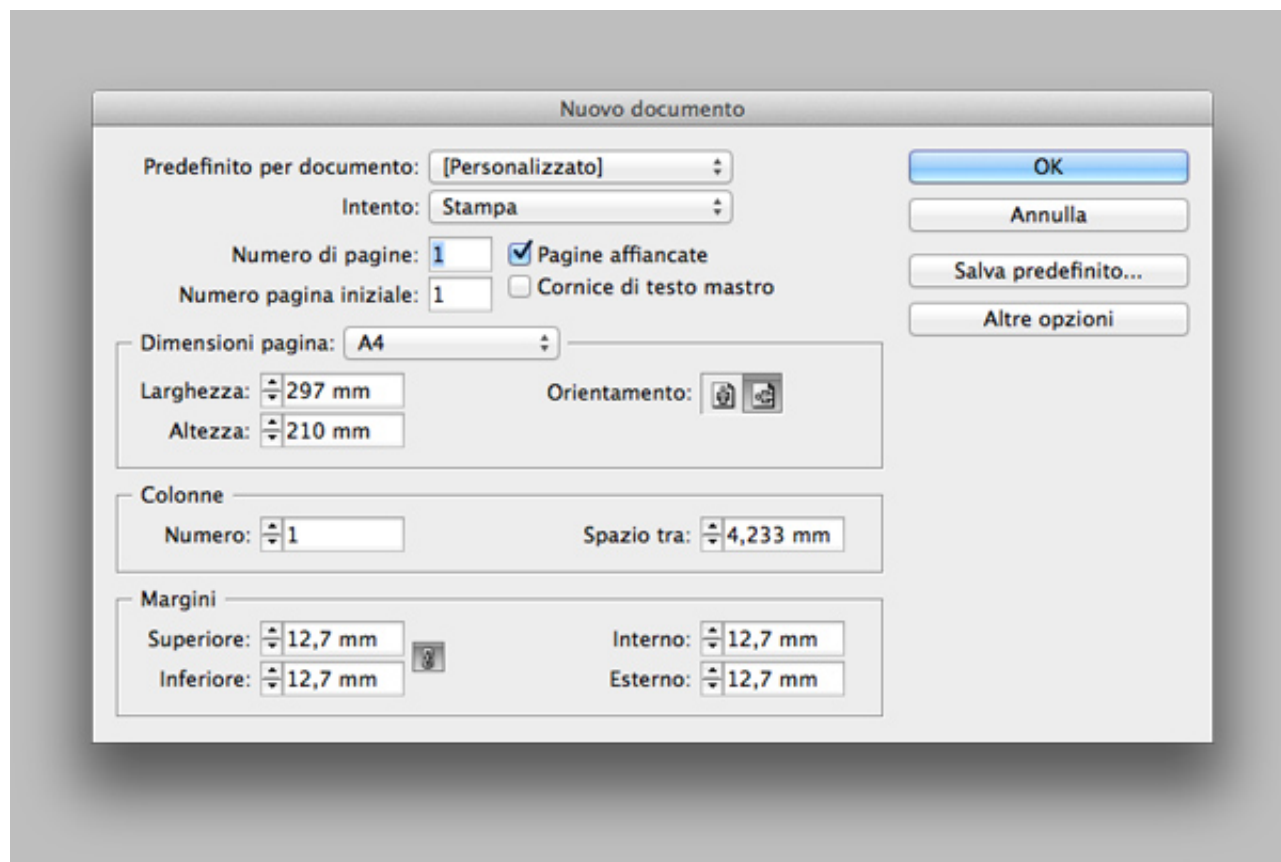 Nuovo documento
Predefinito per documento: [Personalizzato]
OK
Intento: Stampa
Annulla
Numero di pagine: 1 Pagine affiancate
Salva predefinito...
Numero pagina iniziale: 1 Cornice di testo mastro
Altre opzioni
Dimensioni pagina: A4
Larghezza: 297 mm Orientamento:
Altezza: 210 mm
Colonne
Numero: 1 Spazio tra: 4,233 mm
Margini
Superiore: 12,7 mm Interno: 12,7 mm
Inferiore: 12,7 mm Esterno: 12,7 mm